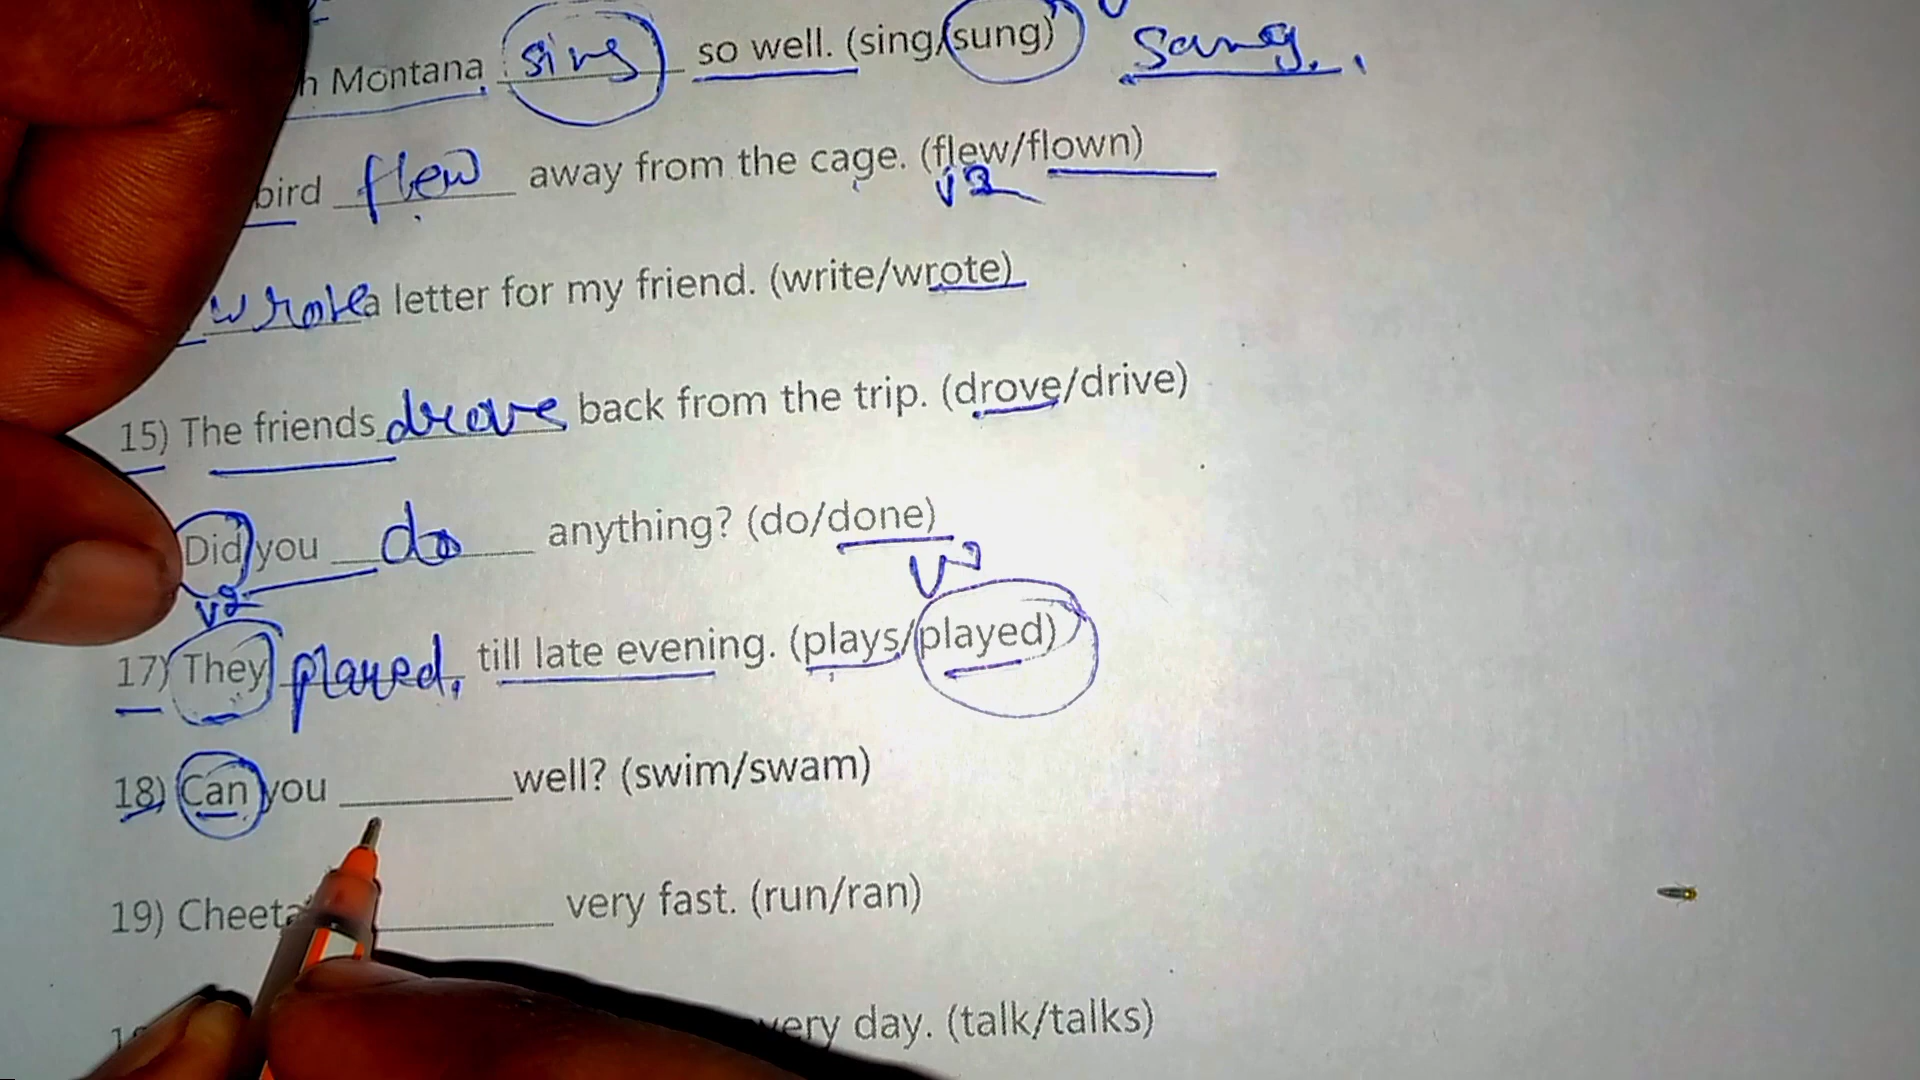 h Montana sing so well. (sing/sung) sang.
bird flew away from the cage. (flew/flown)
v2
wrote a letter for my friend. (write/wrote)
15) The friends drove back from the trip. (drove/drive)
Did you do anything? (do/done)
v2 v3
17) They played, till late evening. (plays/played)
18) Can you well? (swim/swam)
19) Cheeta very fast. (run/ran)
very day. (talk/talks)